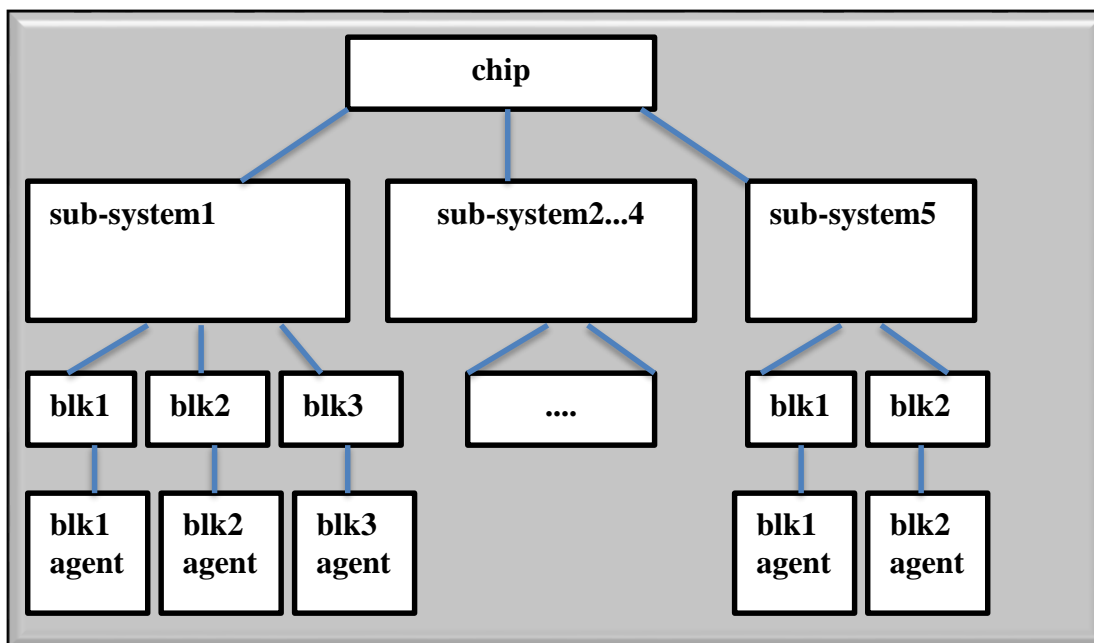 chip
sub-system1
sub-system2...4
sub-system5
blk1
blk2
blk3
....
blk1
blk2
blk1
agent
blk2
agent
blk3
agent
blk1
agent
blk2
agent